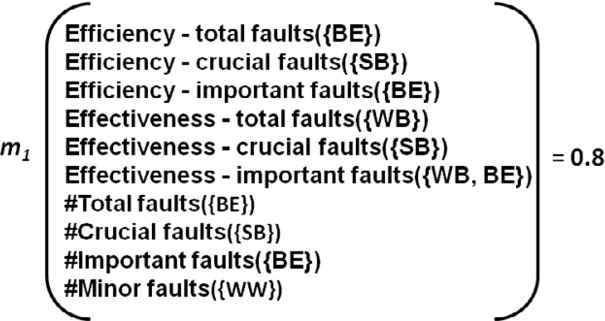 Efficiency - total faults({BE})
Efficiency - crucial faults({SB})
Efficiency - important faults({BE})
Effectiveness - total faults({WB})
Effectiveness - crucial faults({SB})
m1 = 0.8
Effectiveness - important faults({WB, BE})
#Total faults({BE})
#Crucial faults({SB})
#Important faults({BE})
#Minor faults({WW})